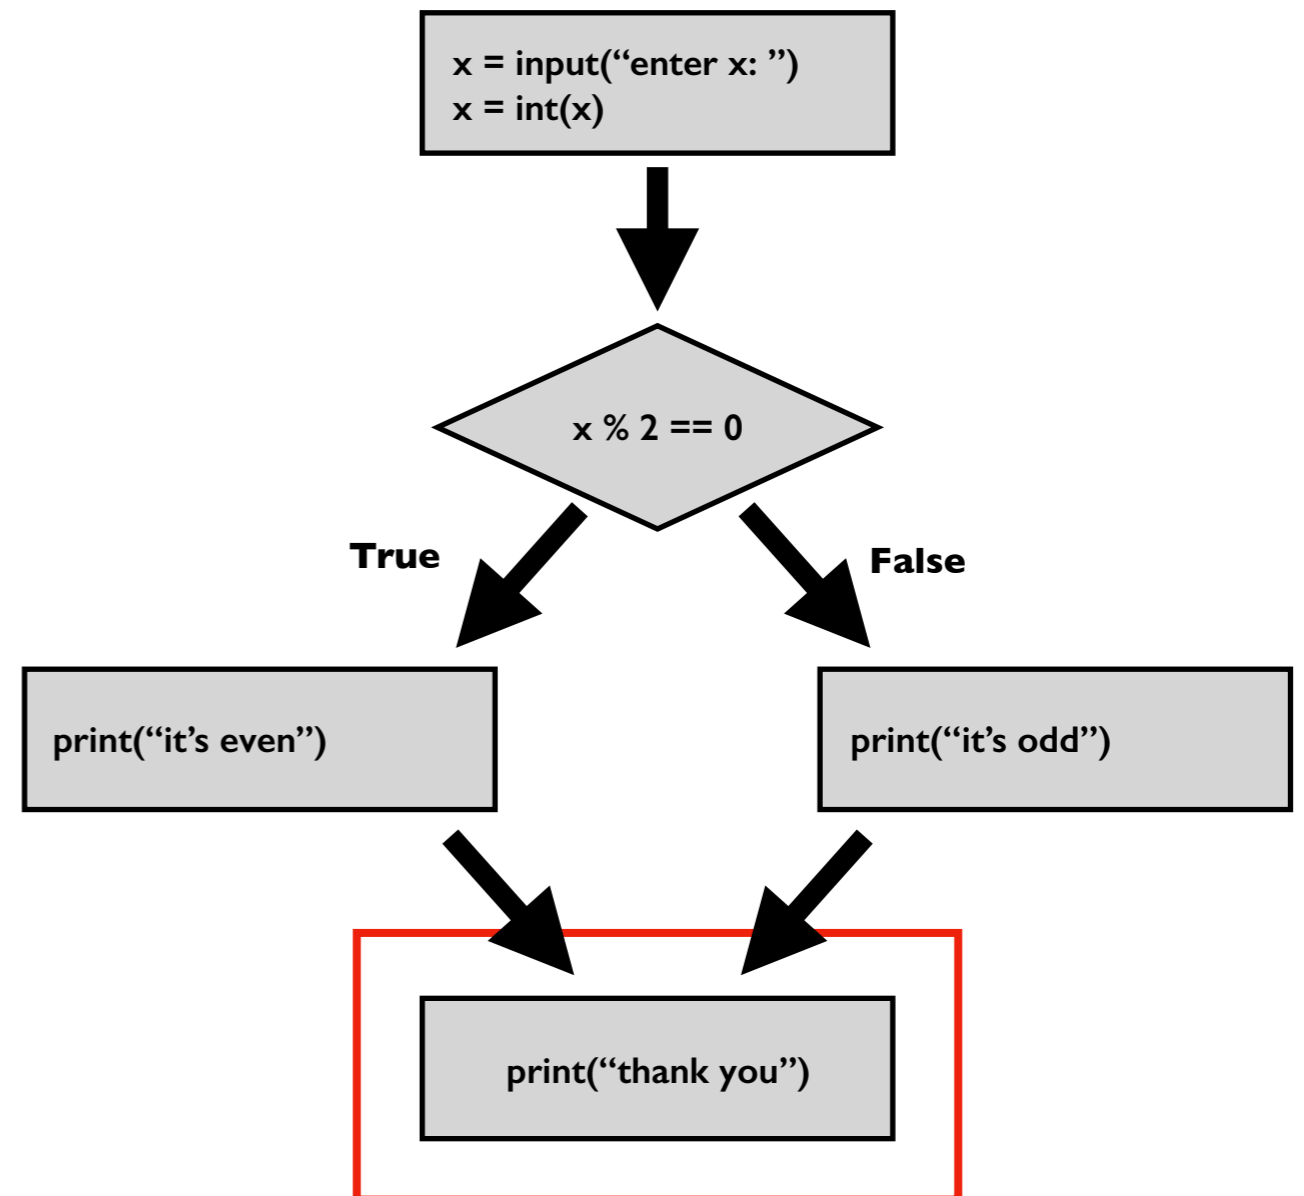 x = input(“enter x: ”)
x = int(x)
x % 2 == 0
True
False
print(“it’s even”)
print(“it’s odd”)
print(“thank you”)